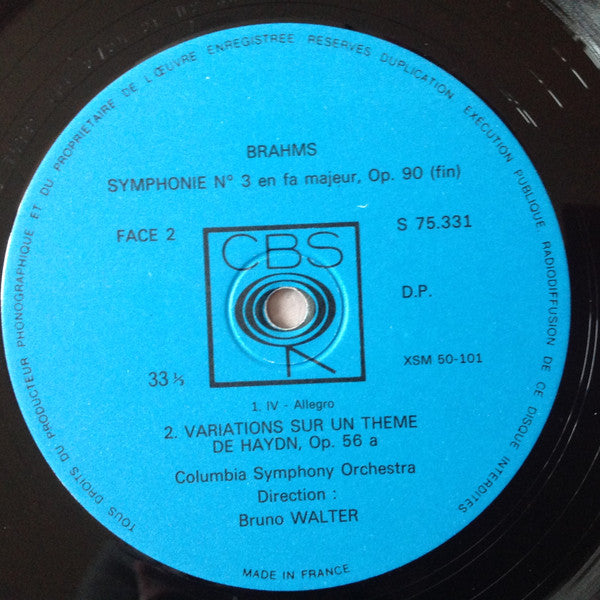 TOUS DROITS DU PRODUCTEUR PHONOGRAPHIQUE ET DU PROPRIETAIRE DE L'ŒUVRE ENREGISTREE RESERVES DUPLICATION EXECUTION PUBLIQUE RADIODIFFUSION DE CE DISQUE INTERDITES
BRAHMS
SYMPHONIE N° 3 en fa majeur, Op. 90 (fin)
FACE 2
S 75.331
CBS
D.P.
33 ⅓
XSM 50-101
1. IV - Allegro
2. VARIATIONS SUR UN THEME
DE HAYDN, Op. 56 a
Columbia Symphony Orchestra
Direction :
Bruno WALTER
MADE IN FRANCE